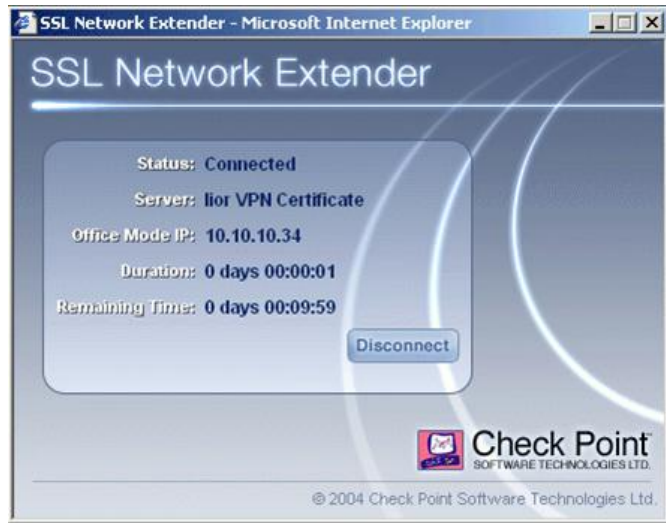 SSL Network Extender - Microsoft Internet Explorer
SSL Network Extender
Status: Connected
Server: lior VPN Certificate
Office Mode IP: 10.10.10.34
Duration: 0 days 00:00:01
Remaining Time: 0 days 00:09:59
Disconnect
Check Point
SOFTWARE TECHNOLOGIES LTD.
© 2004 Check Point Software Technologies Ltd.